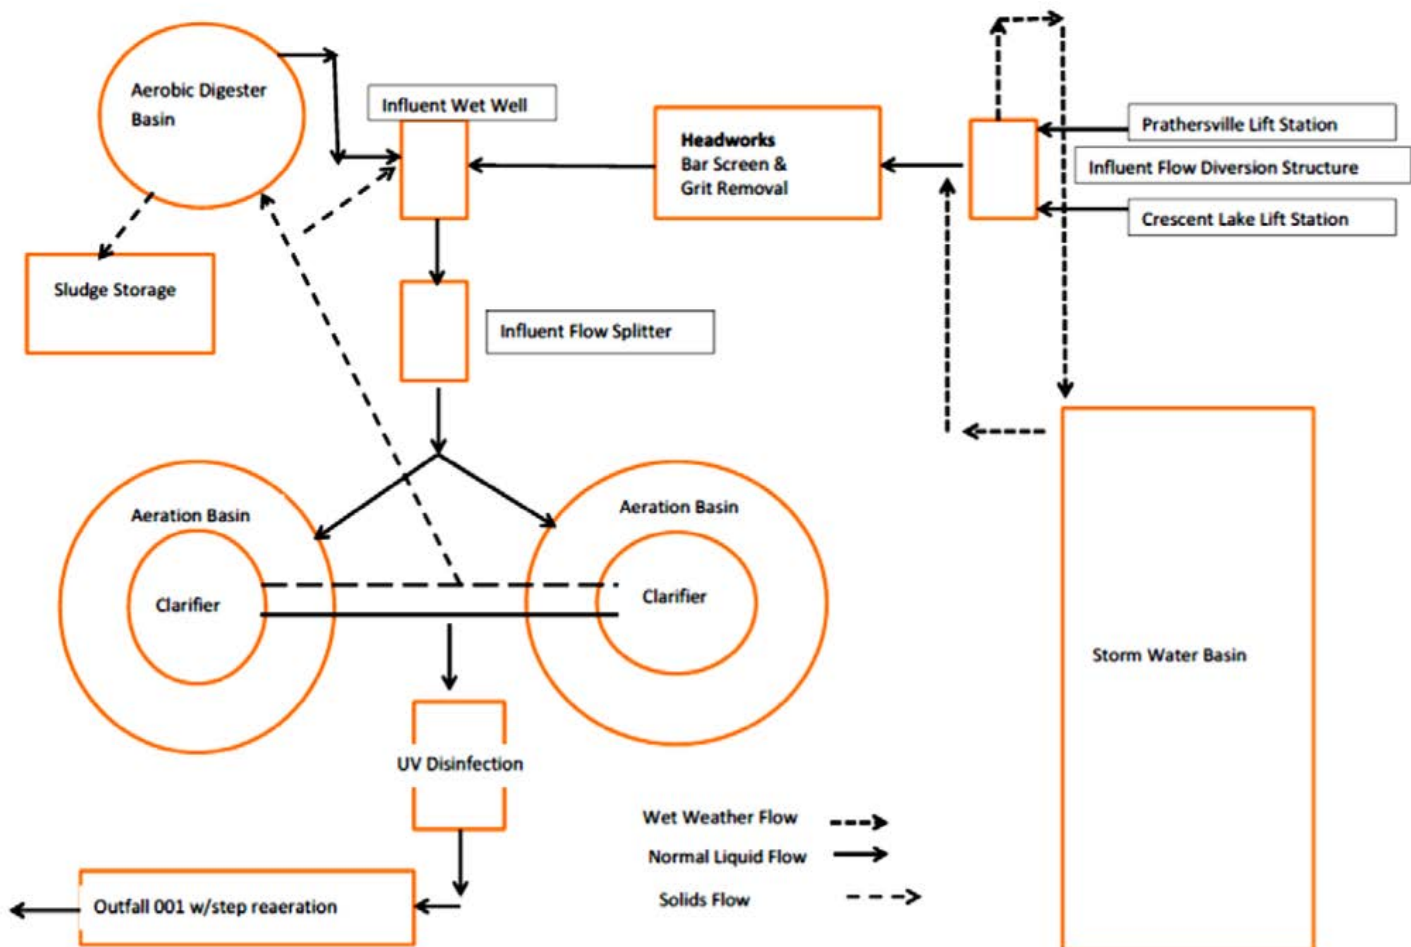 Aerobic Digester
Basin
Influent Wet Well
Headworks
Bar Screen &
Grit Removal
Prathersville Lift Station
Influent Flow Diversion Structure
Crescent Lake Lift Station
Sludge Storage
Influent Flow Splitter
Aeration Basin
Clarifier
Aeration Basin
Clarifier
Storm Water Basin
UV Disinfection
Wet Weather Flow
Normal Liquid Flow
Solids Flow
Outfall 001 w/step reaeration